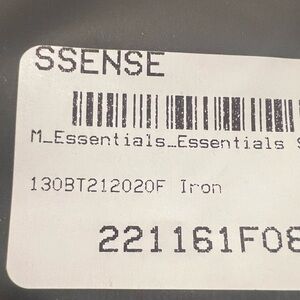 SSENSE
M_Essentials_Essentials
130BT212020F Iron
221161F08